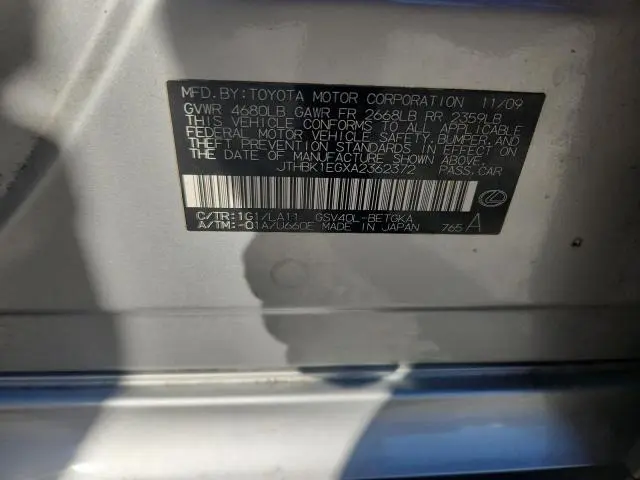 MFD. BY: TOYOTA MOTOR CORPORATION 11/09
GVWR 4680LB GAWR FR 2668LB RR 2359LB
THIS VEHICLE CONFORMS TO ALL APPLICABLE
FEDERAL MOTOR VEHICLE SAFETY, BUMPER, AND
THEFT PREVENTION STANDARDS IN EFFECT ON
THE DATE OF MANUFACTURE SHOWN ABOVE.
JTHBK1EGXA2362372 PASS. CAR
C/TR: 1G1/LA11 GSV40L-BETGKA
A/TM: -01A/U660E MADE IN JAPAN 765 A